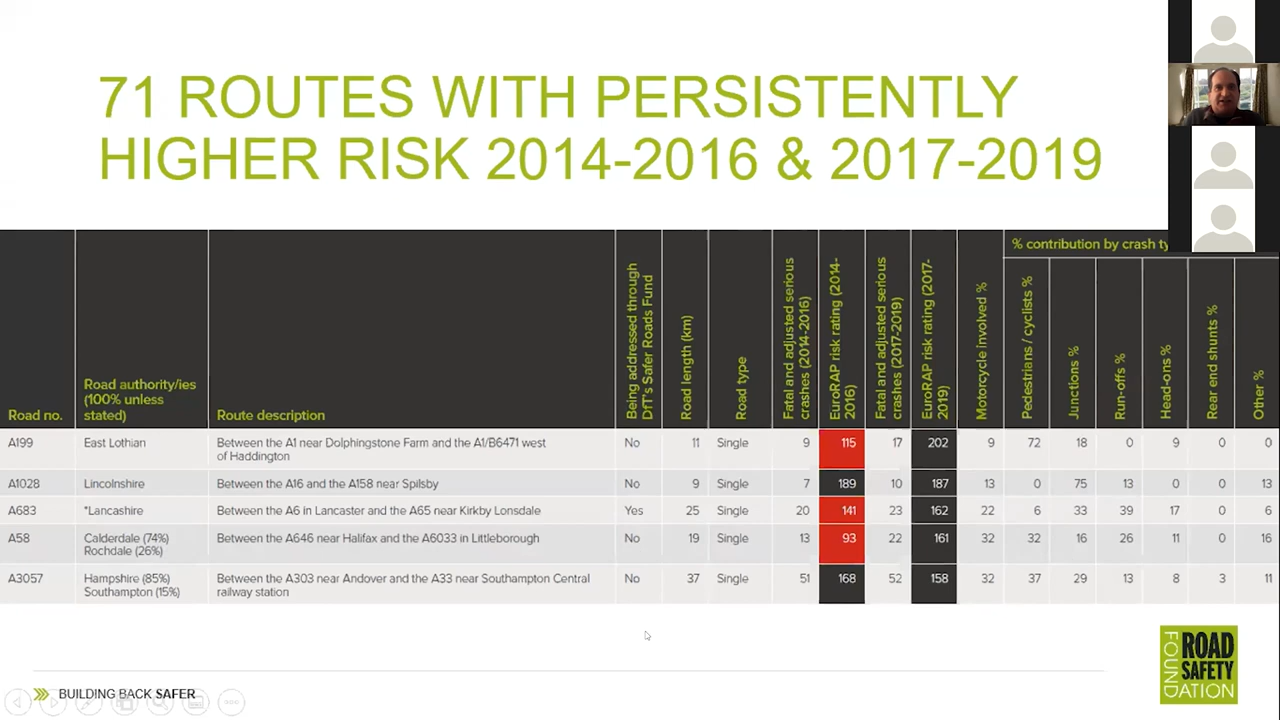 71 ROUTES WITH PERSISTENTLY
HIGHER RISK 2014-2016 & 2017-2019
% contribution by crash ty
Road no.
Road authority/ies
(100% unless
stated)
Route description
Being addressed through
DfT's Safer Roads Fund
Road length (km)
Road type
Fatal and adjusted serious
crashes (2014-2016)
EuroRAP risk rating (2014-
2016)
Fatal and adjusted serious
crashes (2017-2019)
EuroRAP risk rating (2017-
2019)
Motorcycle involved %
Pedestrians / cyclists %
Junctions %
Run-offs %
Head-ons %
Rear end shunts %
Other %
A199 East Lothian Between the A1 near Dolphingstone Farm and the A1/B6471 west No 11 Single 9 115 17 202 9 72 18 0 9 0 0
of Haddington
A1028 Lincolnshire Between the A16 and the A158 near Spilsby No 9 Single 7 189 10 187 13 0 75 13 0 0 13
A683 *Lancashire Between the A6 in Lancaster and the A65 near Kirkby Lonsdale Yes 25 Single 20 141 23 162 22 6 33 39 17 0 6
A58 Calderdale (74%) Between the A646 near Halifax and the A6033 in Littleborough No 19 Single 13 93 22 161 32 32 16 26 11 0 16
Rochdale (26%)
A3057 Hampshire (85%) Between the A303 near Andover and the A33 near Southampton Central No 37 Single 51 168 52 158 32 37 29 13 8 3 11
Southampton (15%) railway station
BUILDING BACK SAFER
ROAD
SAFETY
FOUNDATION